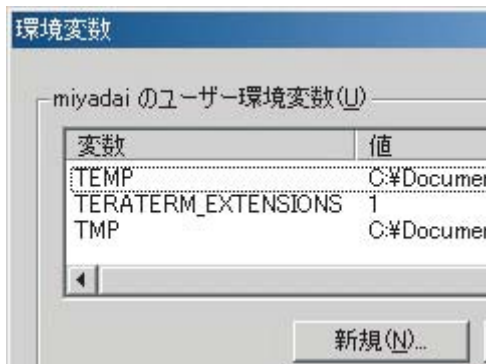 環境変数
miyadai のユーザー環境変数(U)
変数 値
TEMP C:¥Documer
TERATERM_EXTENSIONS 1
TMP C:¥Documer
新規(N)...